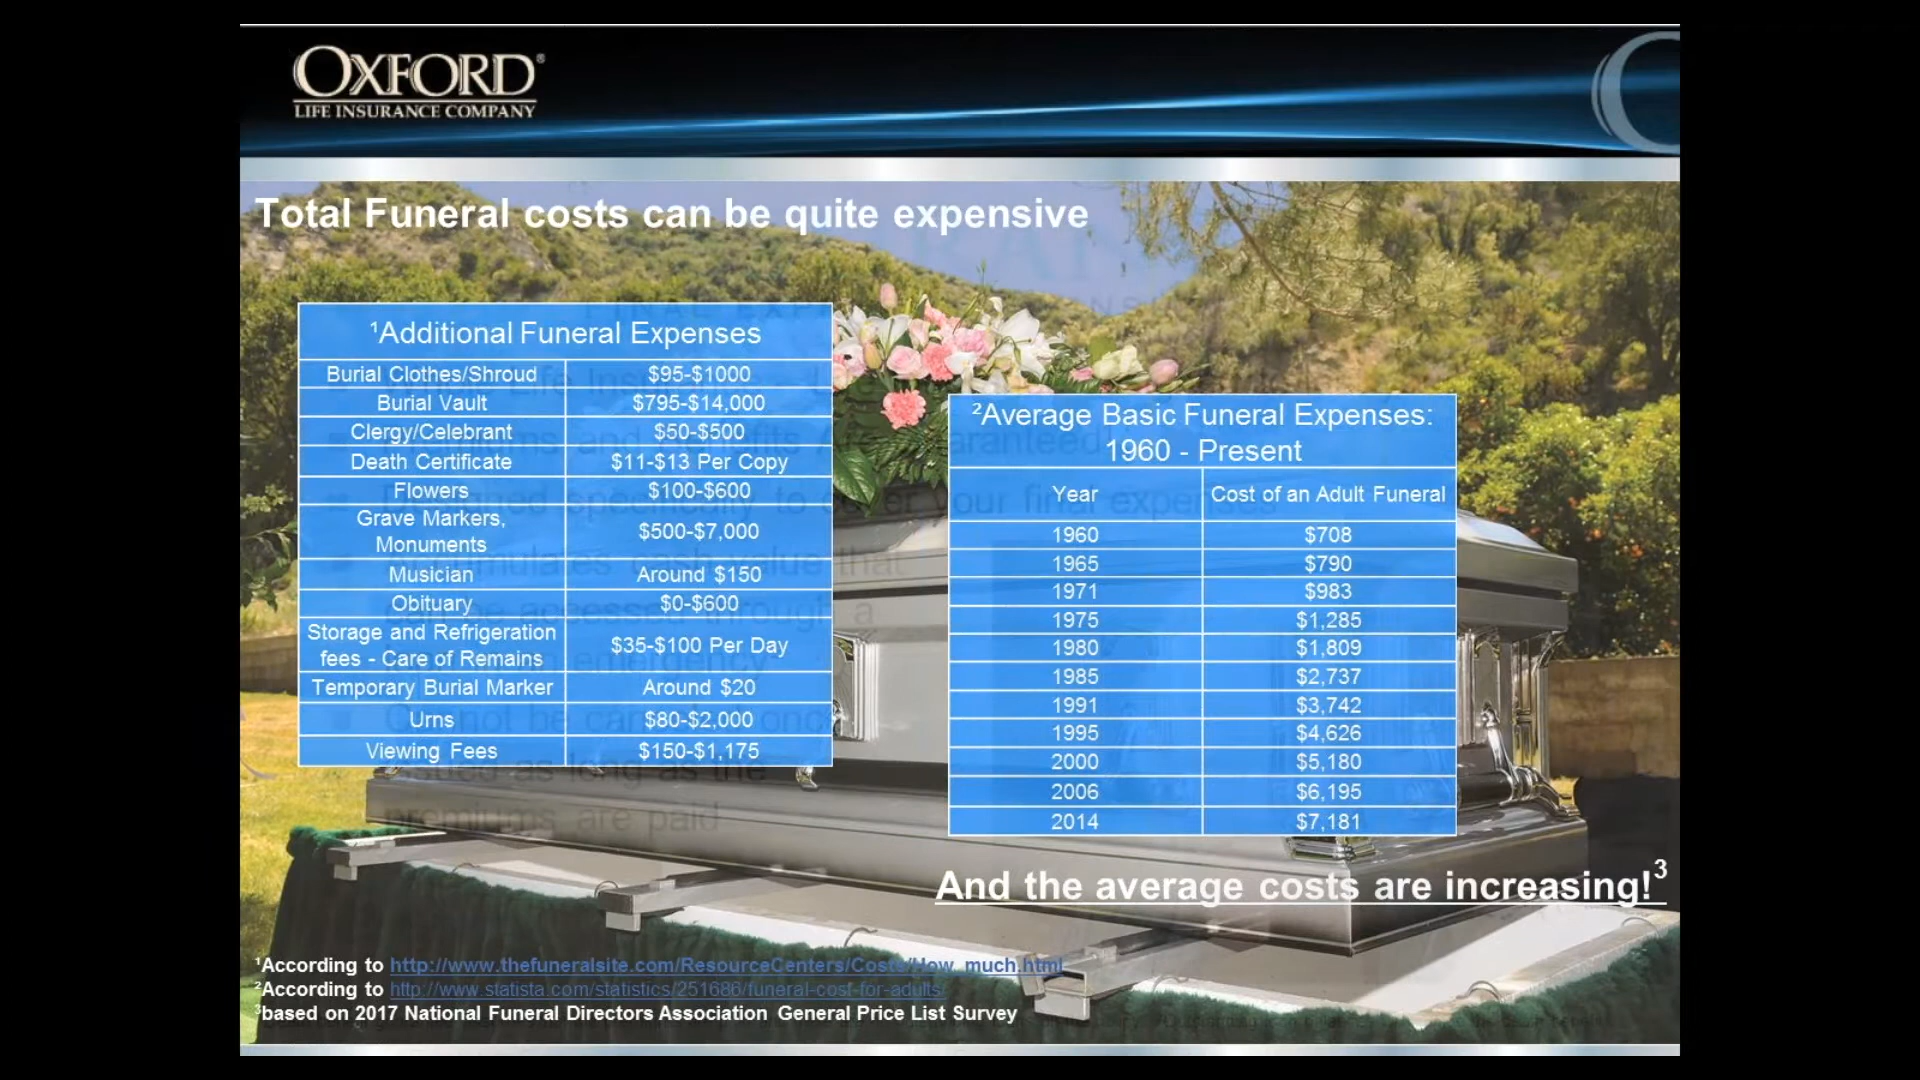 OXFORD®
LIFE INSURANCE COMPANY
Total Funeral costs can be quite expensive
¹Additional Funeral Expenses
Burial Clothes/Shroud $95-$1000
Burial Vault $795-$14,000
Clergy/Celebrant $50-$500
Death Certificate $11-$13 Per Copy
Flowers $100-$600
Grave Markers,
Monuments $500-$7,000
Musician Around $150
Obituary $0-$600
Storage and Refrigeration
fees - Care of Remains $35-$100 Per Day
Temporary Burial Marker Around $20
Urns $80-$2,000
Viewing Fees $150-$1,175
²Average Basic Funeral Expenses:
1960 - Present
Year Cost of an Adult Funeral
1960 $708
1965 $790
1971 $983
1975 $1,285
1980 $1,809
1985 $2,737
1991 $3,742
1995 $4,626
2000 $5,180
2006 $6,195
2014 $7,181
And the average costs are increasing!³
¹According to http://www.thefuneralsite.com/ResourceCenters/Costs/How_much.html
²According to http://www.statista.com/statistics/251686/funeral-cost-for-adults/
³based on 2017 National Funeral Directors Association General Price List Survey